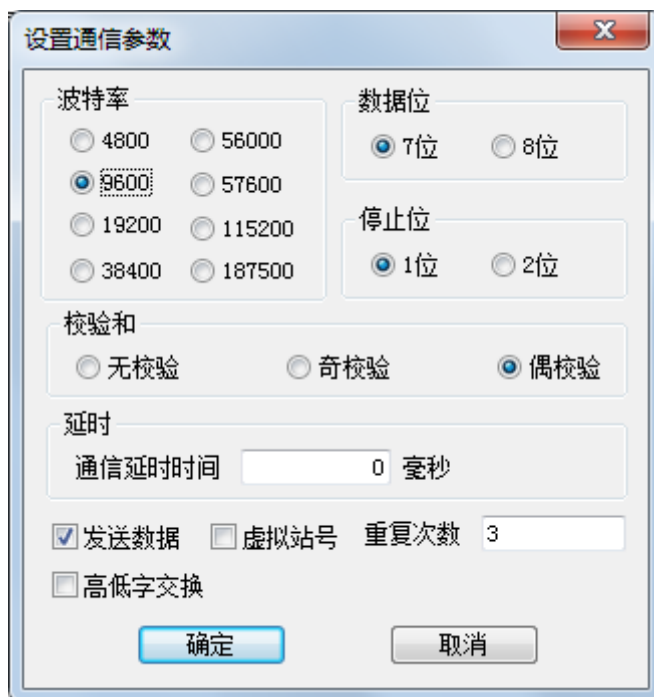 设置通信参数
波特率
4800
56000
9600
57600
19200
115200
38400
187500
数据位
7位
8位
停止位
1位
2位
校验和
无校验
奇校验
偶校验
延时
通信延时时间 0 毫秒
发送数据
虚拟站号
重复次数 3
高低字交换
确定
取消